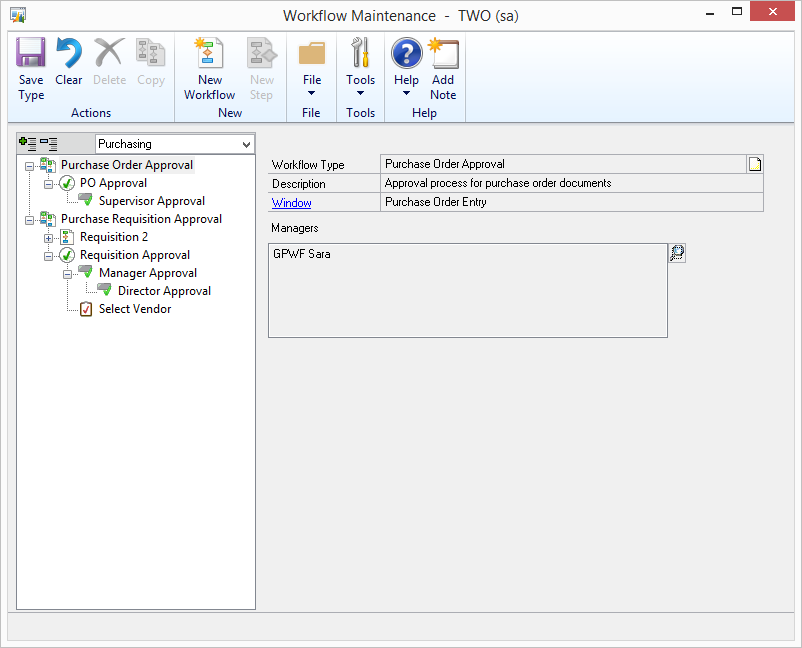 Workflow Maintenance - TWO (sa)
Save Type
Clear
Delete
Copy
New Workflow
New Step
File
Tools
Help
Add Note
Actions
New
File
Tools
Help
Purchasing
Purchase Order Approval
PO Approval
Supervisor Approval
Purchase Requisition Approval
Requisition 2
Requisition Approval
Manager Approval
Director Approval
Select Vendor
Workflow Type
Purchase Order Approval
Description
Approval process for purchase order documents
Window
Purchase Order Entry
Managers
GPWF Sara